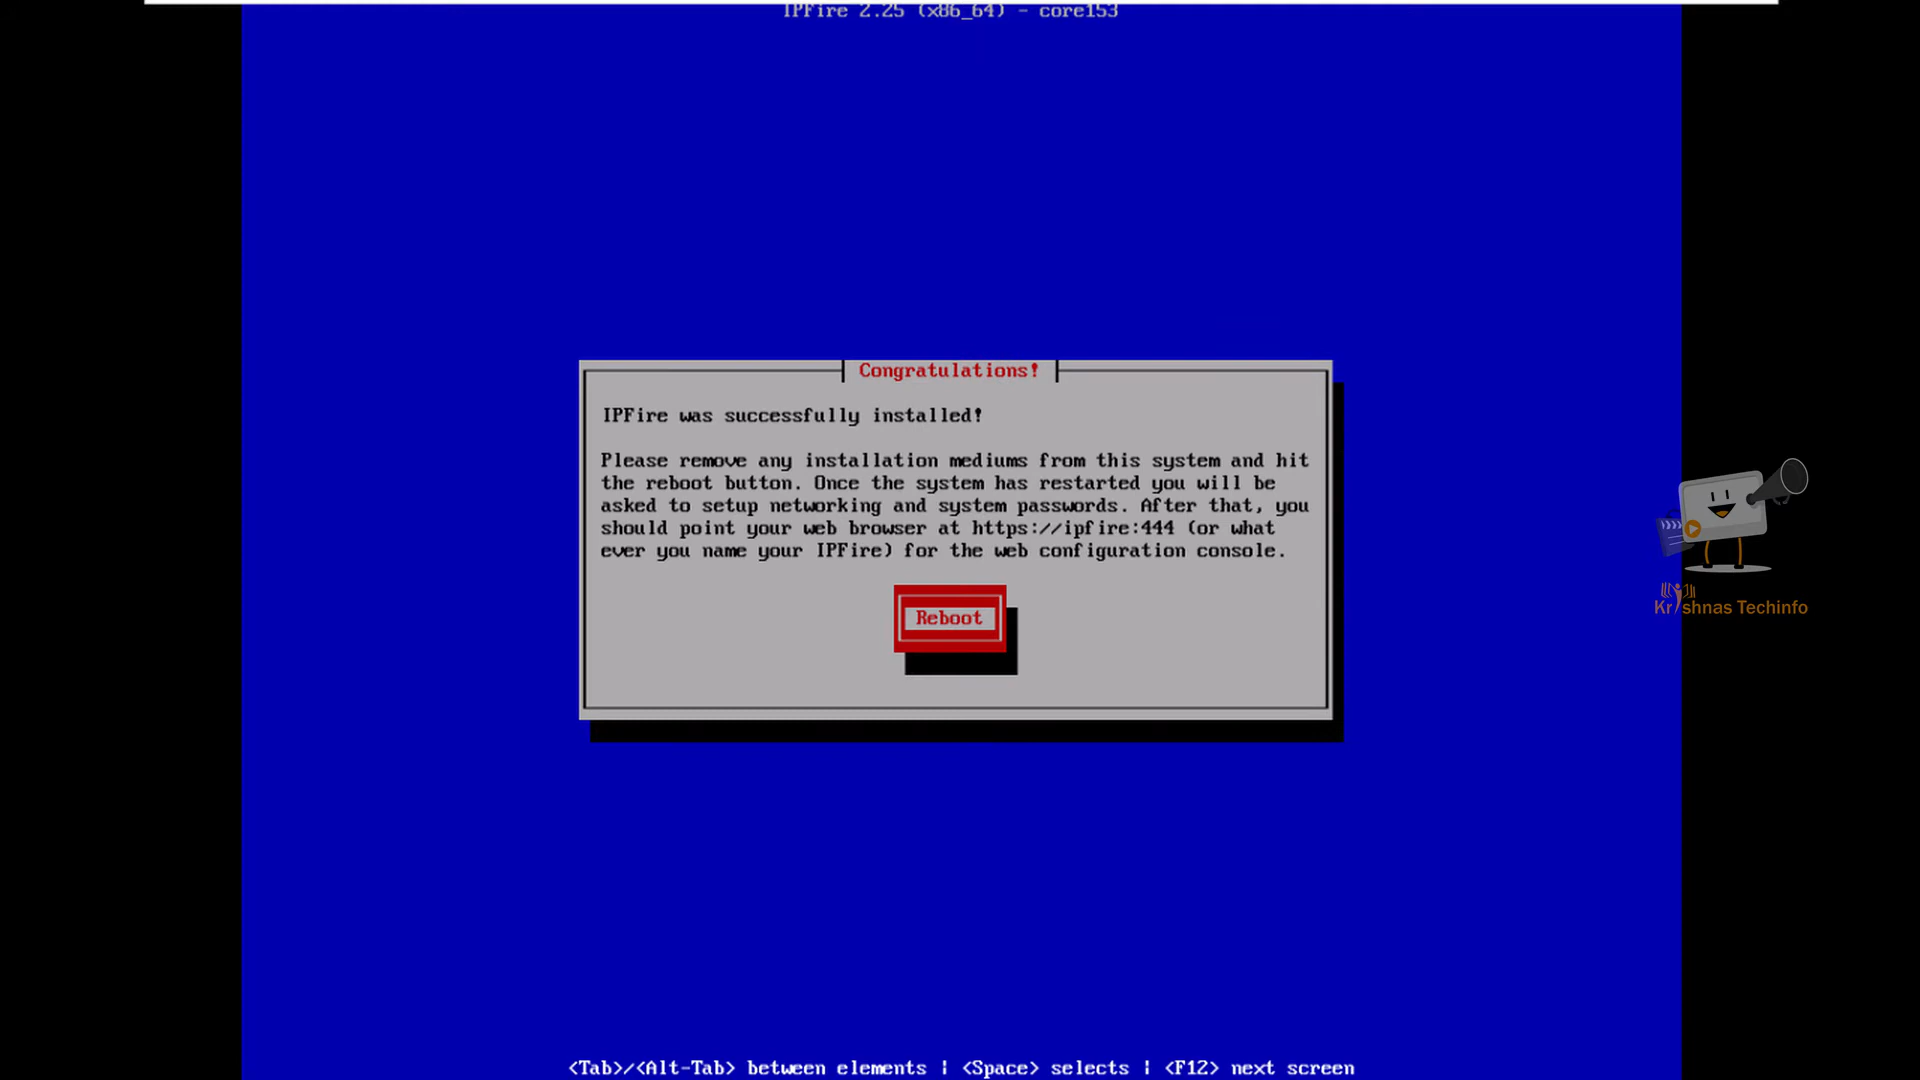 IPFire 2.25 (x86_64) - core153
Congratulations!
IPFire was successfully installed!
Please remove any installation mediums from this system and hit
the reboot button. Once the system has restarted you will be
asked to setup networking and system passwords. After that, you
should point your web browser at https://ipfire:444 (or what
ever you name your IPFire) for the web configuration console.
Reboot
Krishnas Techinfo
<Tab>/<Alt-Tab> between elements | <Space> selects | <F12> next screen